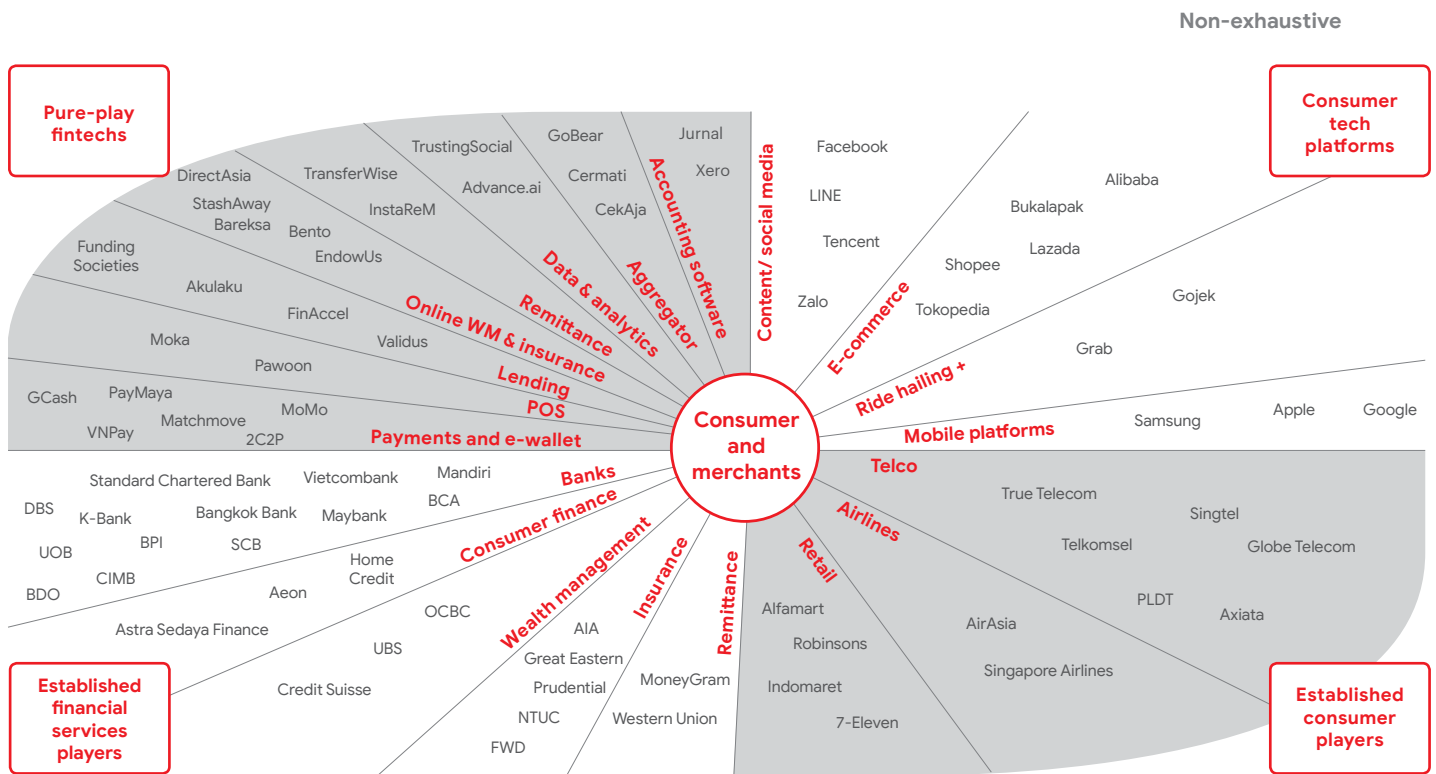 Non-exhaustive
Pure-play
fintechs
Consumer
tech
platforms
Accounting software
Jurnal
Xero
Aggregator
GoBear
Cermati
CekAja
Data & analytics
TrustingSocial
Advance.ai
Remittance
TransferWise
InstaReM
Online WM & insurance
DirectAsia
StashAway
Bareksa
Bento
EndowUs
Lending
Funding
Societies
Akulaku
FinAccel
Validus
POS
Moka
Pawoon
Payments and e-wallet
GCash
PayMaya
Matchmove
MoMo
VNPay
2C2P
Content/ social media
Facebook
LINE
Tencent
Zalo
E-commerce
Alibaba
Bukalapak
Lazada
Shopee
Tokopedia
Ride hailing +
Gojek
Grab
Mobile platforms
Samsung
Apple
Google
Consumer
and
merchants
Banks
Standard Chartered Bank
Vietcombank
Mandiri
BCA
DBS
K-Bank
Bangkok Bank
Maybank
UOB
BPI
SCB
CIMB
BDO
Consumer finance
Home
Credit
Aeon
Astra Sedaya Finance
Wealth management
OCBC
UBS
Credit Suisse
Insurance
AIA
Great Eastern
Prudential
NTUC
FWD
Remittance
MoneyGram
Western Union
Telco
True Telecom
Singtel
Telkomsel
Globe Telecom
PLDT
Axiata
Airlines
AirAsia
Singapore Airlines
Retail
Alfamart
Robinsons
Indomaret
7-Eleven
Established
financial
services
players
Established
consumer
players